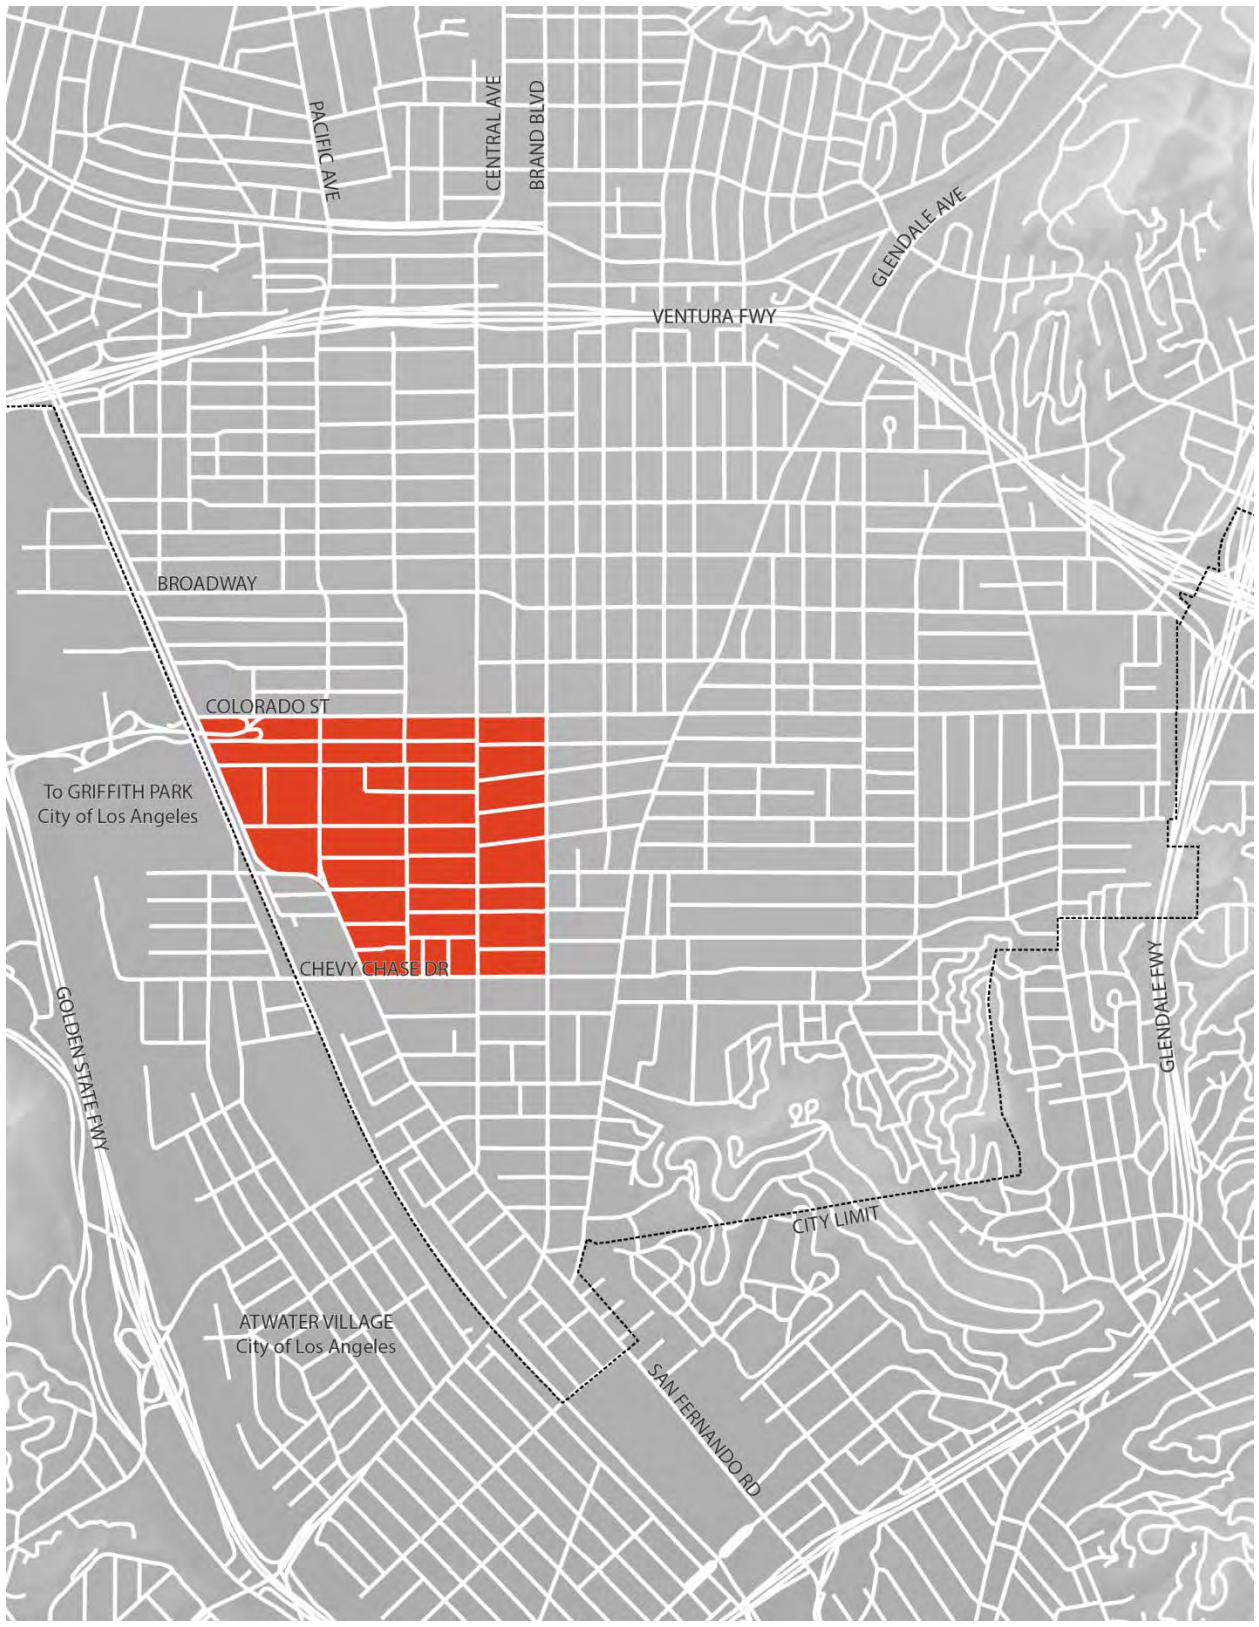 PACIFIC AVE
CENTRAL AVE
BRAND BLVD
GLENDALE AVE
VENTURA FWY
BROADWAY
COLORADO ST
To GRIFFITH PARK
City of Los Angeles
CHEVY CHASE DR
GOLDEN STATE FWY
GLENDALE FWY
CITY LIMIT
ATWATER VILLAGE
City of Los Angeles
SAN FERNANDO RD